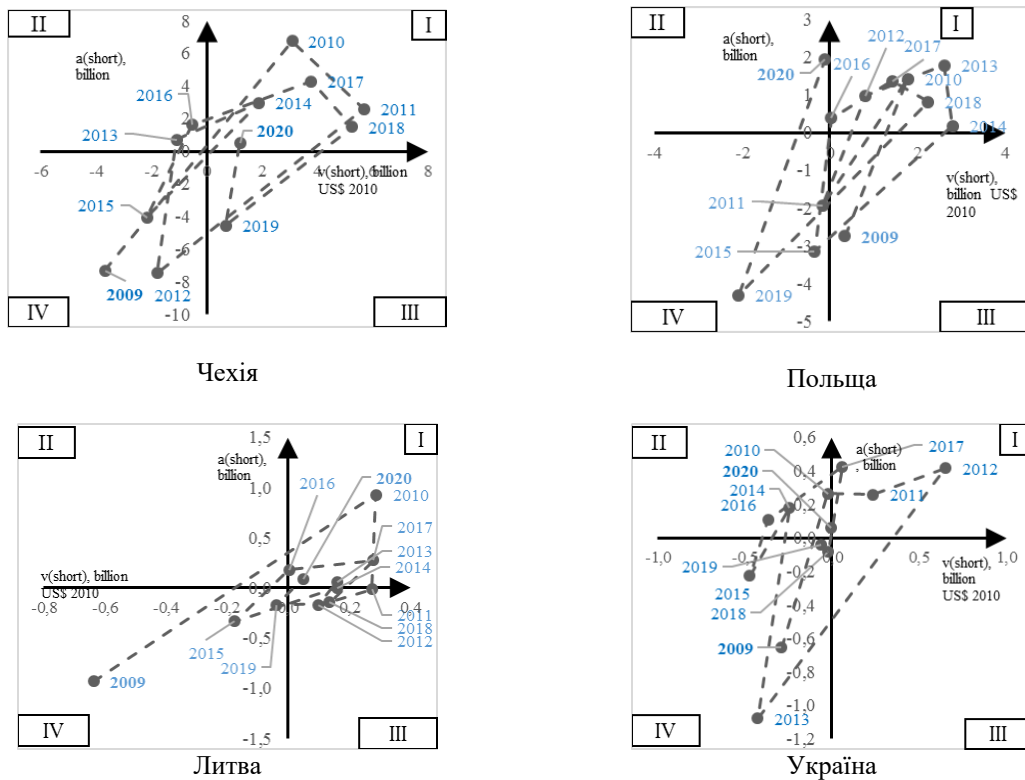 II
I
a(short),
billion
8
6
4
2
0
-2
-4
-6
-8
-10
-6
-4
-2
0
2
4
6
8
v(short), billion
US$ 2010
2010
2017
2016
2014
2011
2013
2020
2018
2015
2019
2009
2012
IV
III
Чехія
II
I
a(short),
billion
3
2
1
0
-1
-2
-3
-4
-5
-4
-2
0
2
4
v(short),
billion US$
2010
2012
2017
2016
2013
2020
2010
2018
2014
2011
2015
2009
2019
IV
III
Польща
II
I
a(short),
billion
1,5
1,0
0,5
0,0
-0,5
-1,0
-1,5
v(short), billion
US$ 2010
-0,8
-0,6
-0,4
-0,2
0,0
0,2
0,4
2016
2020
2010
2017
2013
2014
2011
2018
2012
2015
2019
2009
IV
III
Литва
II
I
a(short)
, billion
0,6
0,4
0,2
0,0
-0,2
-0,4
-0,6
-0,8
-1,0
-1,2
-1,0
-0,5
0,0
0,5
1,0
v(short),
billion
US$ 2010
2010
2017
2020
2012
2014
2016
2011
2019
2015
2018
2009
2013
IV
III
Україна